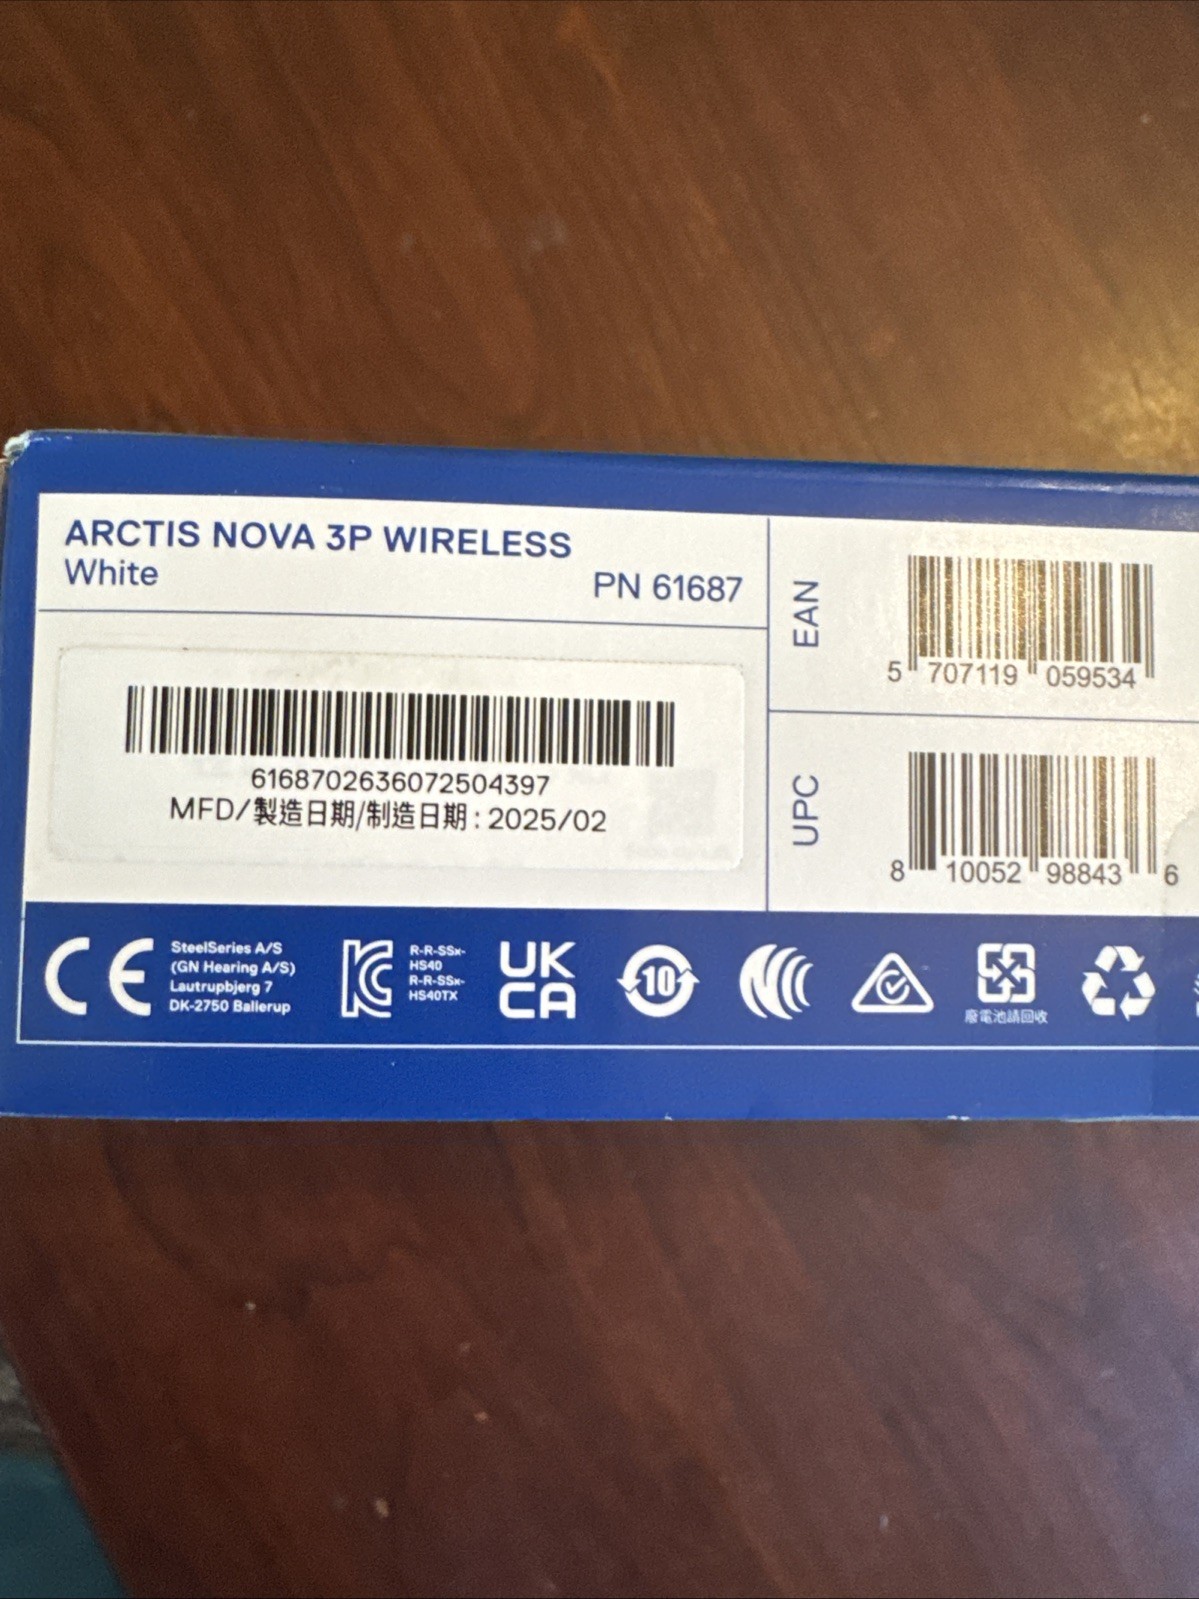 ARCTIS NOVA 3P WIRELESS
White
PN 61687
6168702636072504397
MFD/製造日期/制造日期: 2025/02
EAN
5 707119 059534
UPC
8 10052 98843 6
CE
SteelSeries A/S
(GN Hearing A/S)
Lautrupbjerg 7
DK-2750 Ballerup
R-R-SSx-
HS40
R-R-SSx-
HS40TX
UK
CA
10
廢電池請回收